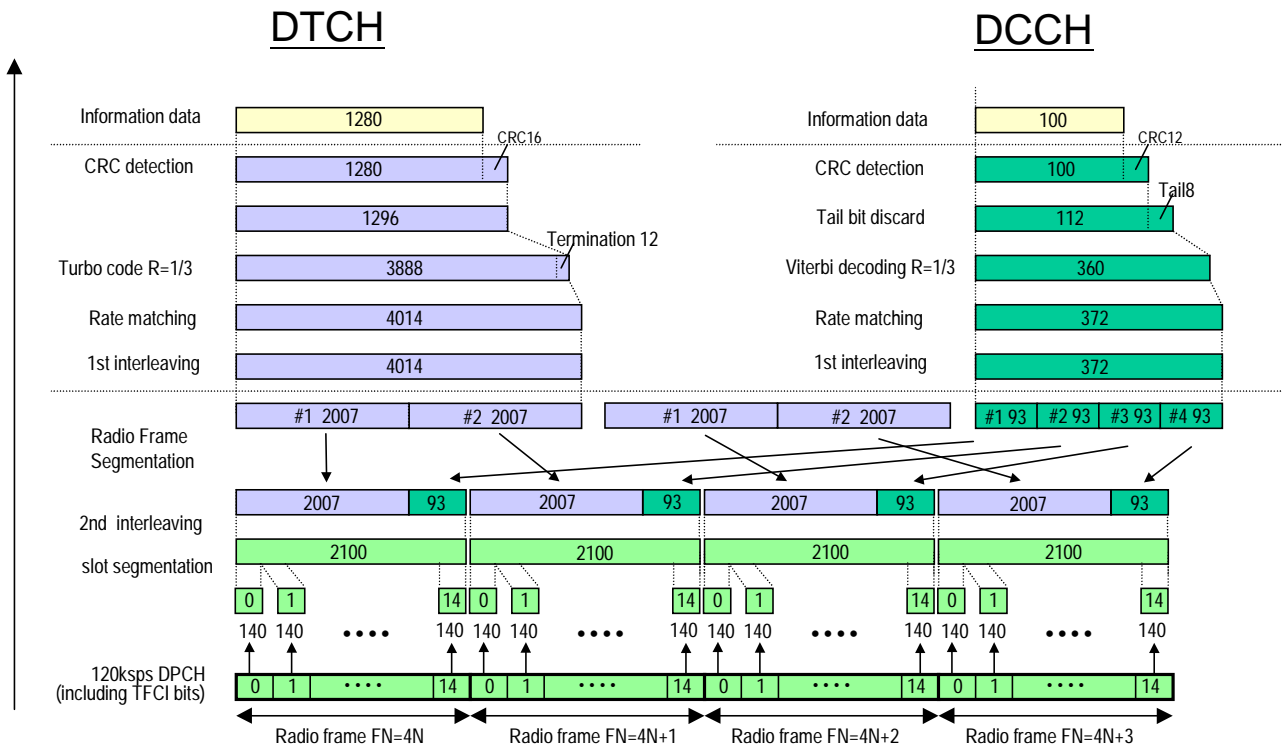 DTCH DCCH
Information data 1280 Information data 100
CRC16 CRC12
CRC detection 1280 CRC detection 100
Tail8
1296 Tail bit discard 112
Termination 12
Turbo code R=1/3 3888 Viterbi decoding R=1/3 360
Rate matching 4014 Rate matching 372
1st interleaving 4014 1st interleaving 372
#1 2007 #2 2007 #1 2007 #2 2007 #1 93 #2 93 #3 93 #4 93
Radio Frame
Segmentation
2007 93 2007 93 2007 93 2007 93
2nd interleaving
2100 2100 2100 2100
slot segmentation
0 1 14 0 1 14 0 1 14 0 1 14
140 140 •••• 140 140 140 •••• 140 140 140 •••• 140 140 140 •••• 140
120ksps DPCH
(including TFCI bits)
0 1 •••• 14 0 1 •••• 14 0 1 •••• 14 0 1 •••• 14
Radio frame FN=4N Radio frame FN=4N+1 Radio frame FN=4N+2 Radio frame FN=4N+3